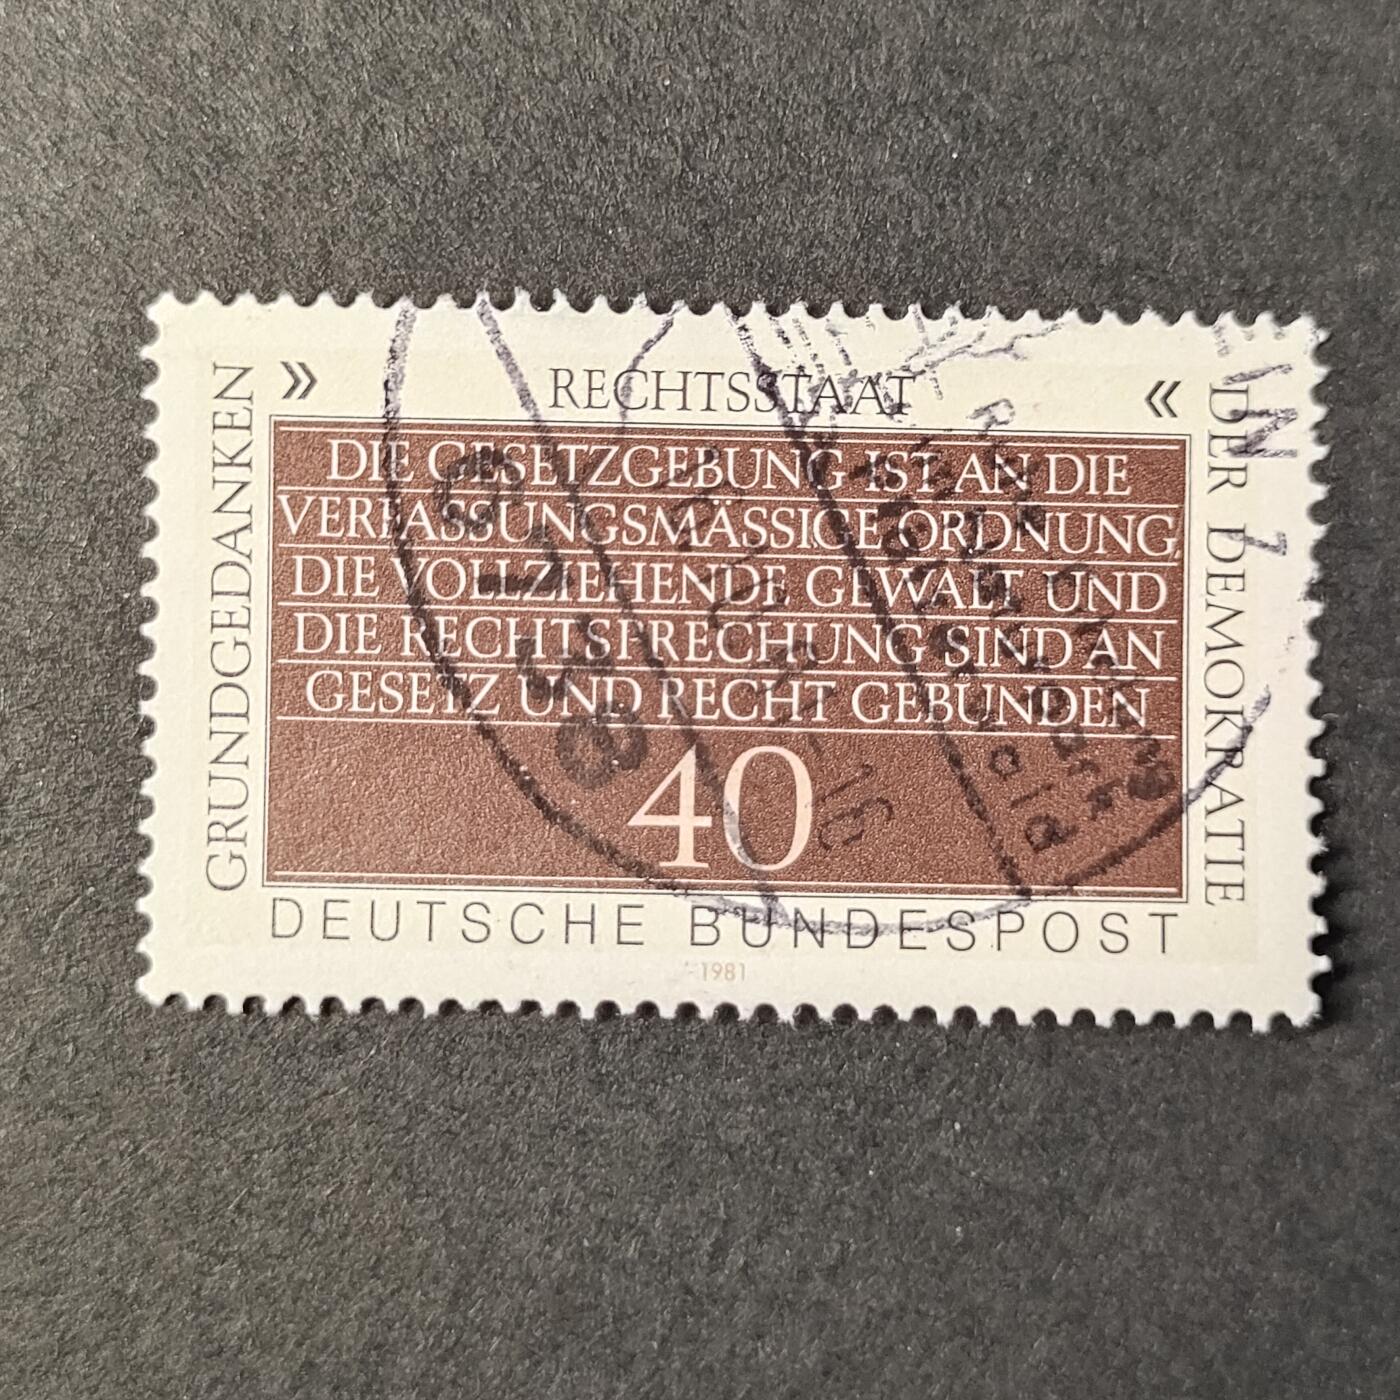 » RECHTSSTAAT «
GRUNDGEDANKEN
DER DEMOKRATIE
DIE GESETZGEBUNG IST AN DIE
VERFASSUNGSMÄSSIGE ORDNUNG,
DIE VOLLZIEHENDE GEWALT UND
DIE RECHTSPRECHUNG SIND AN
GESETZ UND RECHT GEBUNDEN
40
DEUTSCHE BUNDESPOST
1981